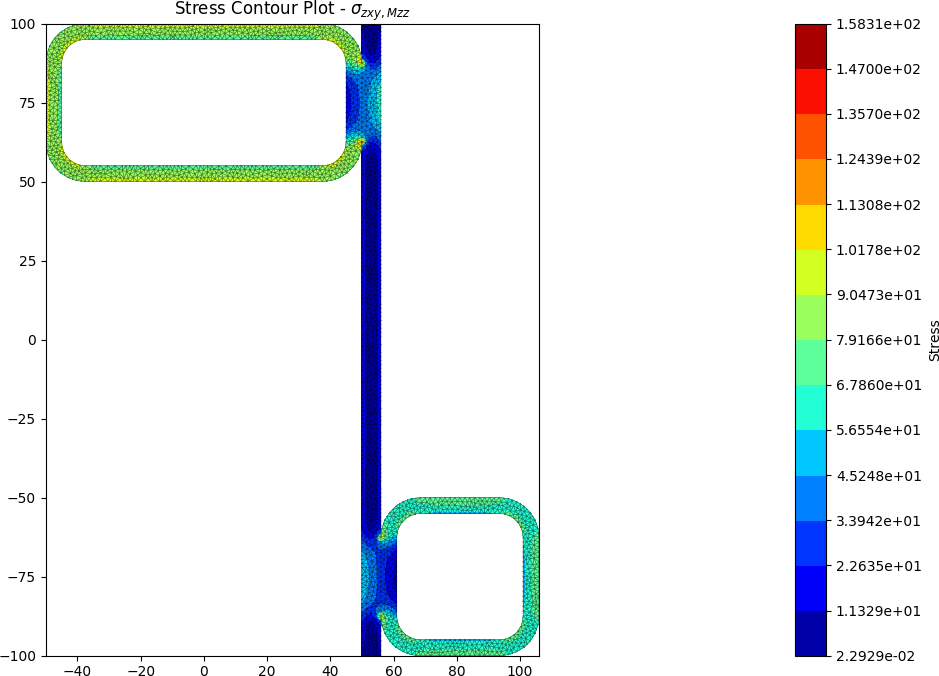 Stress Contour Plot - σzxy,Mzz
100
75
50
25
0
−25
−50
−75
−100
−40
−20
0
20
40
60
80
100
1.5831e+02
1.4700e+02
1.3570e+02
1.2439e+02
1.1308e+02
1.0178e+02
9.0473e+01
7.9166e+01
6.7860e+01
5.6554e+01
4.5248e+01
3.3942e+01
2.2635e+01
1.1329e+01
2.2929e-02
Stress